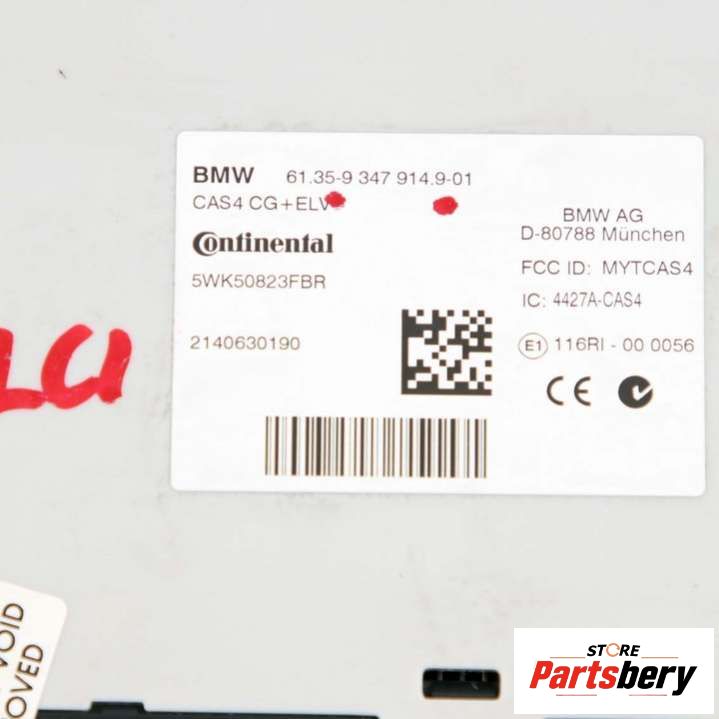 BMW 61.35-9 347 914.9-01
CAS4 CG+ELV
Continental
5WK50823FBR
2140630190
BMW AG
D-80788 München
FCC ID: MYTCAS4
IC: 4427A-CAS4
E1 116RI - 00 0056
CE
VOID
OVED
STORE
Partsbery